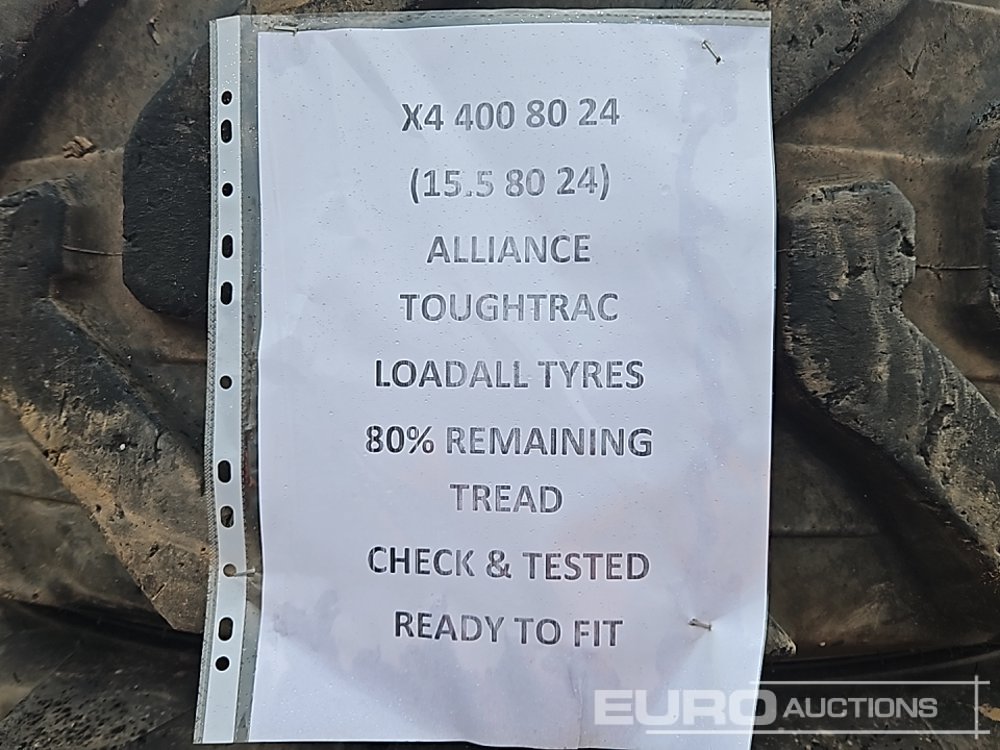 X4 400 80 24
(15.5 80 24)
ALLIANCE
TOUGHTRAC
LOADALL TYRES
80% REMAINING
TREAD
CHECK & TESTED
READY TO FIT
EURO AUCTIONS